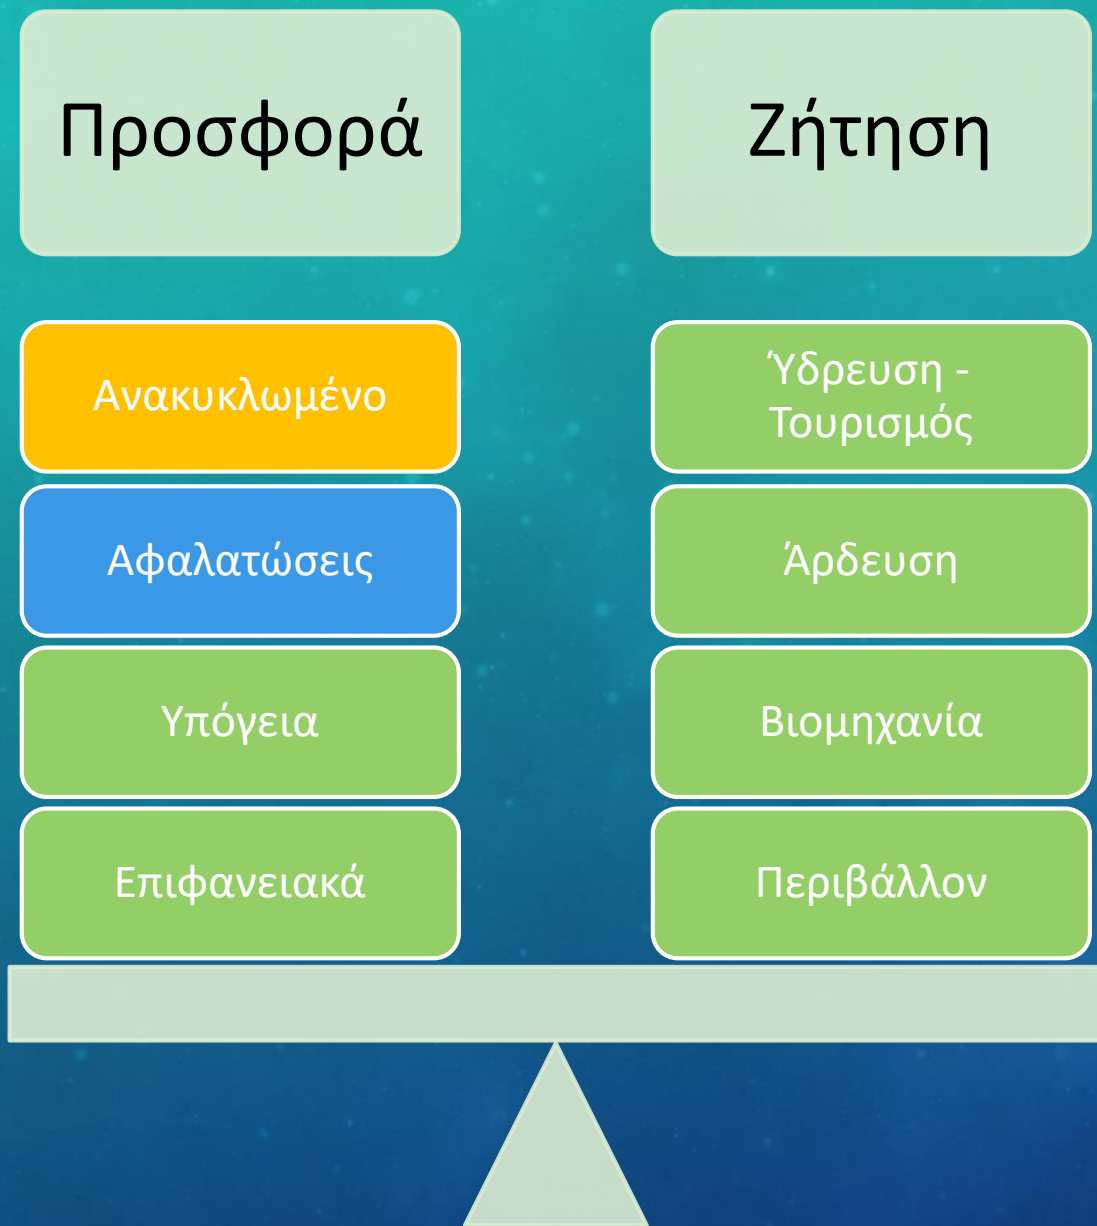 Προσφορά
Ανακυκλωμένο
Αφαλατώσεις
Υπόγεια
Επιφανειακά
Ζήτηση
Ύδρευση -
Τουρισμός
Άρδευση
Βιομηχανία
Περιβάλλον